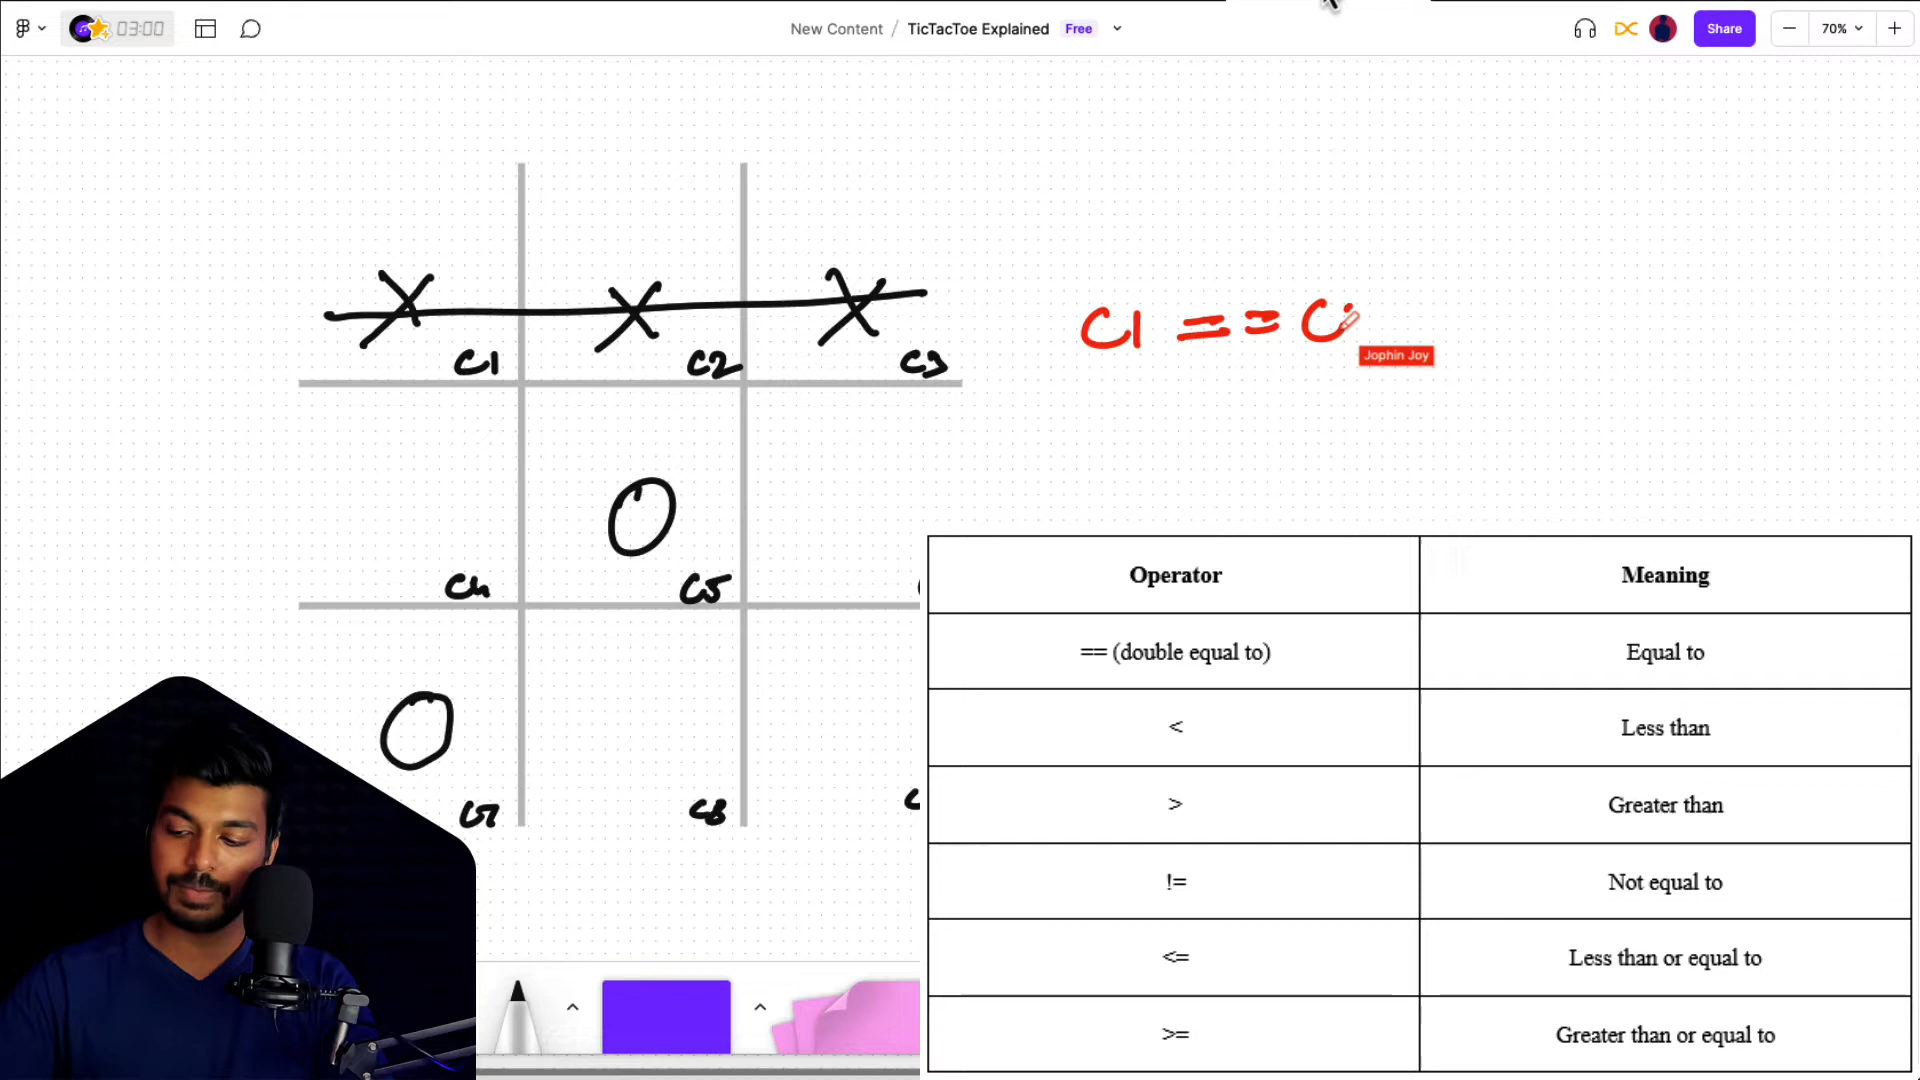 03:00
New Content / TicTacToe Explained Free
Share
70%
C1 C2 C3
C1 == C
Jophin Joy
C4 C5
C7 C8
Operator Meaning
== (double equal to) Equal to
< Less than
> Greater than
!= Not equal to
<= Less than or equal to
>= Greater than or equal to